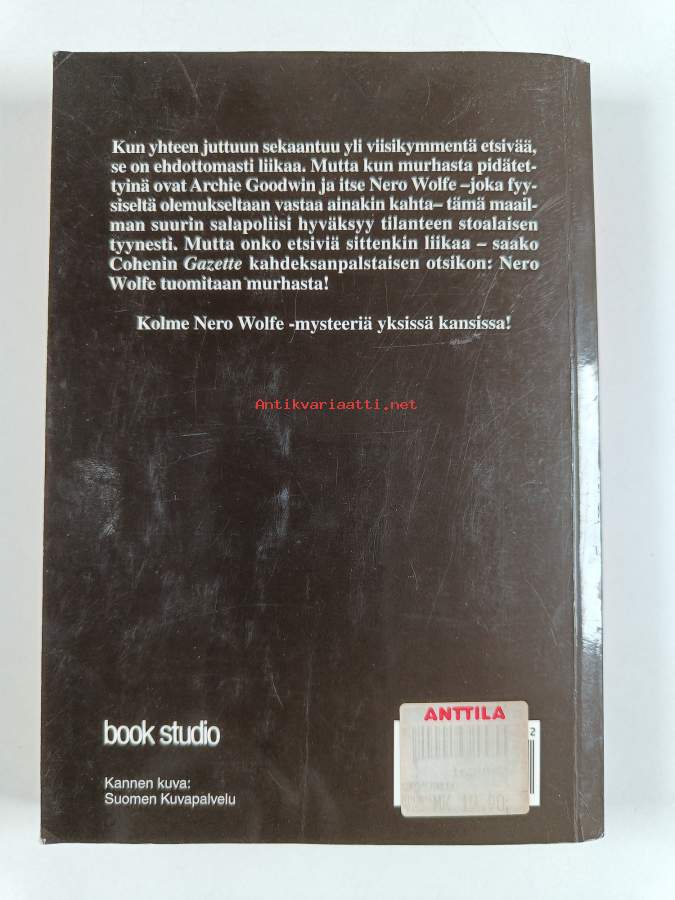 Kun yhteen juttuun sekaantuu yli viisikymmentä etsivää,
se on ehdottomasti liikaa. Mutta kun murhasta pidätet-
tyinä ovat Archie Goodwin ja itse Nero Wolfe –joka fyy-
siseltä olemukseltaan vastaa ainakin kahta– tämä maail-
man suurin salapoliisi hyväksyy tilanteen stoalaisen
tyynesti. Mutta onko etsiviä sittenkin liikaa – saako
Cohenin Gazette kahdeksanpalstaisen otsikon: Nero
Wolfe tuomitaan murhasta!
Kolme Nero Wolfe -mysteeriä yksissä kansissa!
Antikvariaatti.net
book studio
Kannen kuva:
Suomen Kuvapalvelu
ANTTILA
2